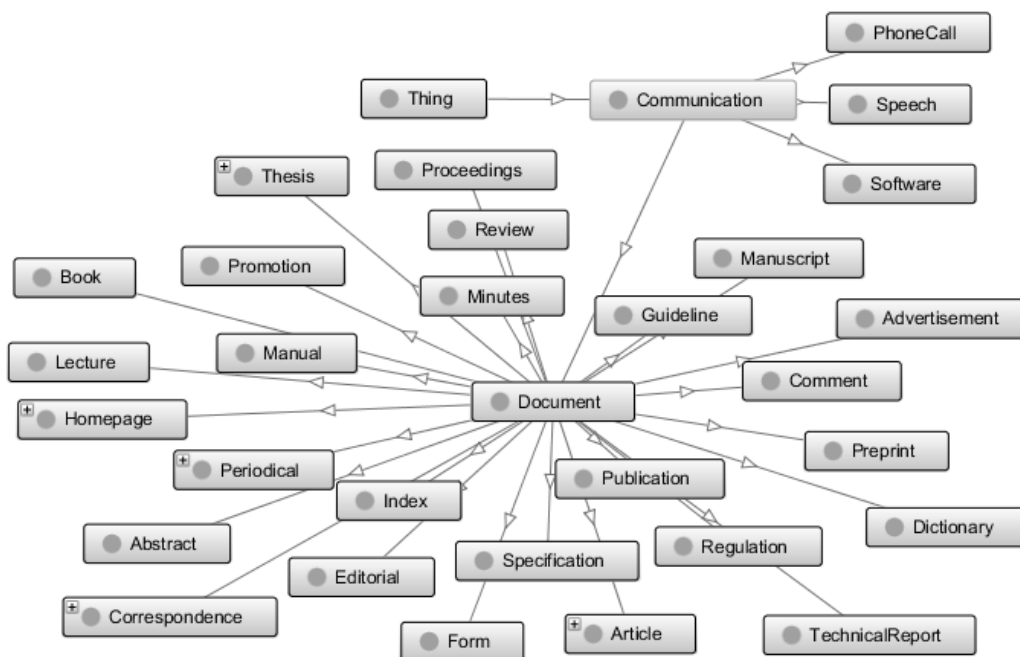 PhoneCall
Thing
Communication
Speech
Proceedings
Thesis
Software
Review
Manuscript
Promotion
Book
Minutes
Guideline
Advertisement
Manual
Lecture
Comment
Document
Homepage
Preprint
Periodical
Publication
Index
Dictionary
Abstract
Regulation
Specification
Editorial
Correspondence
Article
TechnicalReport
Form